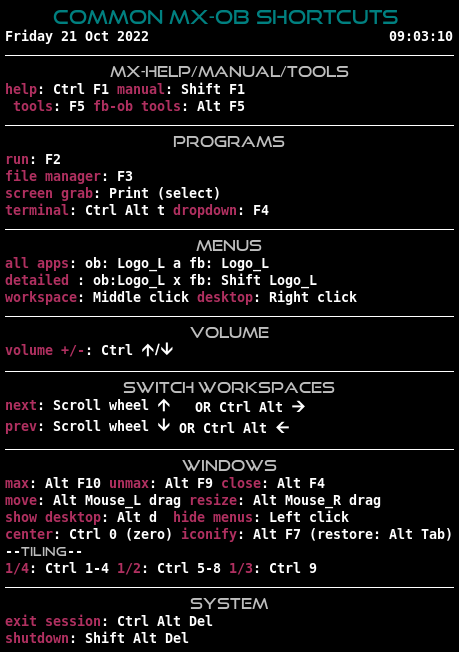 COMMON MX-OB SHORTCUTS
Friday 21 Oct 2022 09:03:10
MX-HELP/MANUAL/TOOLS
help: Ctrl F1 manual: Shift F1
tools: F5 fb-ob tools: Alt F5
PROGRAMS
run: F2
file manager: F3
screen grab: Print (select)
terminal: Ctrl Alt t dropdown: F4
MENUS
all apps: ob: Logo_L a fb: Logo_L
detailed : ob:Logo_L x fb: Shift Logo_L
workspace: Middle click desktop: Right click
VOLUME
volume +/-: Ctrl ↑/↓
SWITCH WORKSPACES
next: Scroll wheel ↑ OR Ctrl Alt →
prev: Scroll wheel ↓ OR Ctrl Alt ←
WINDOWS
max: Alt F10 unmax: Alt F9 close: Alt F4
move: Alt Mouse_L drag resize: Alt Mouse_R drag
show desktop: Alt d hide menus: Left click
center: Ctrl 0 (zero) iconify: Alt F7 (restore: Alt Tab)
--TILING--
1/4: Ctrl 1-4 1/2: Ctrl 5-8 1/3: Ctrl 9
SYSTEM
exit session: Ctrl Alt Del
shutdown: Shift Alt Del